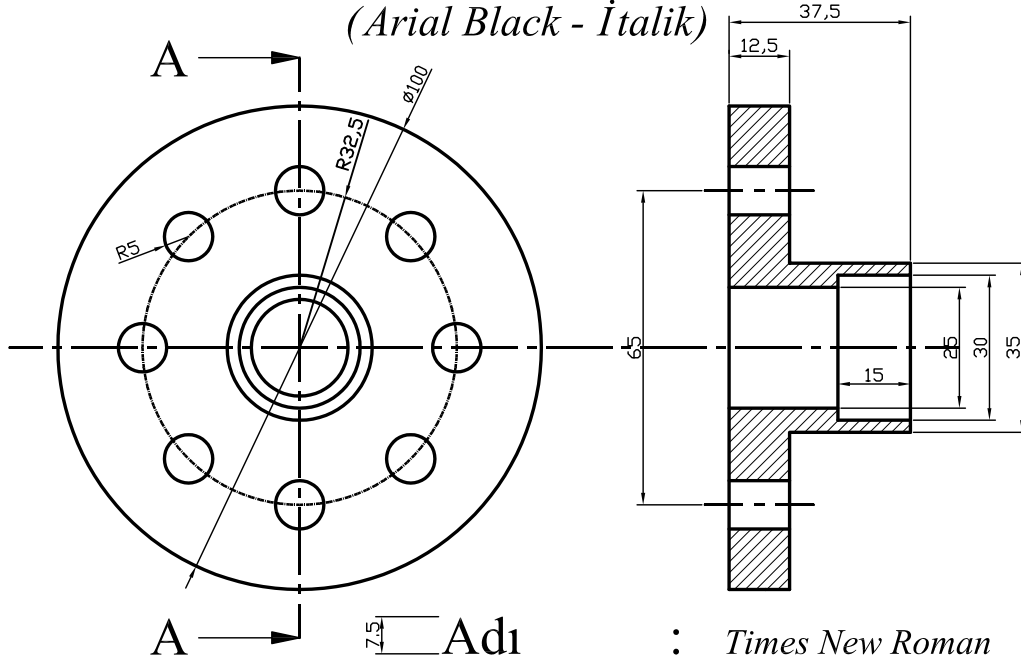 (Arial Black - İtalik)
37,5
12,5
A
ø100
R32,5
R5
65
25
30
35
15
A
7.5
Adı : Times New Roman